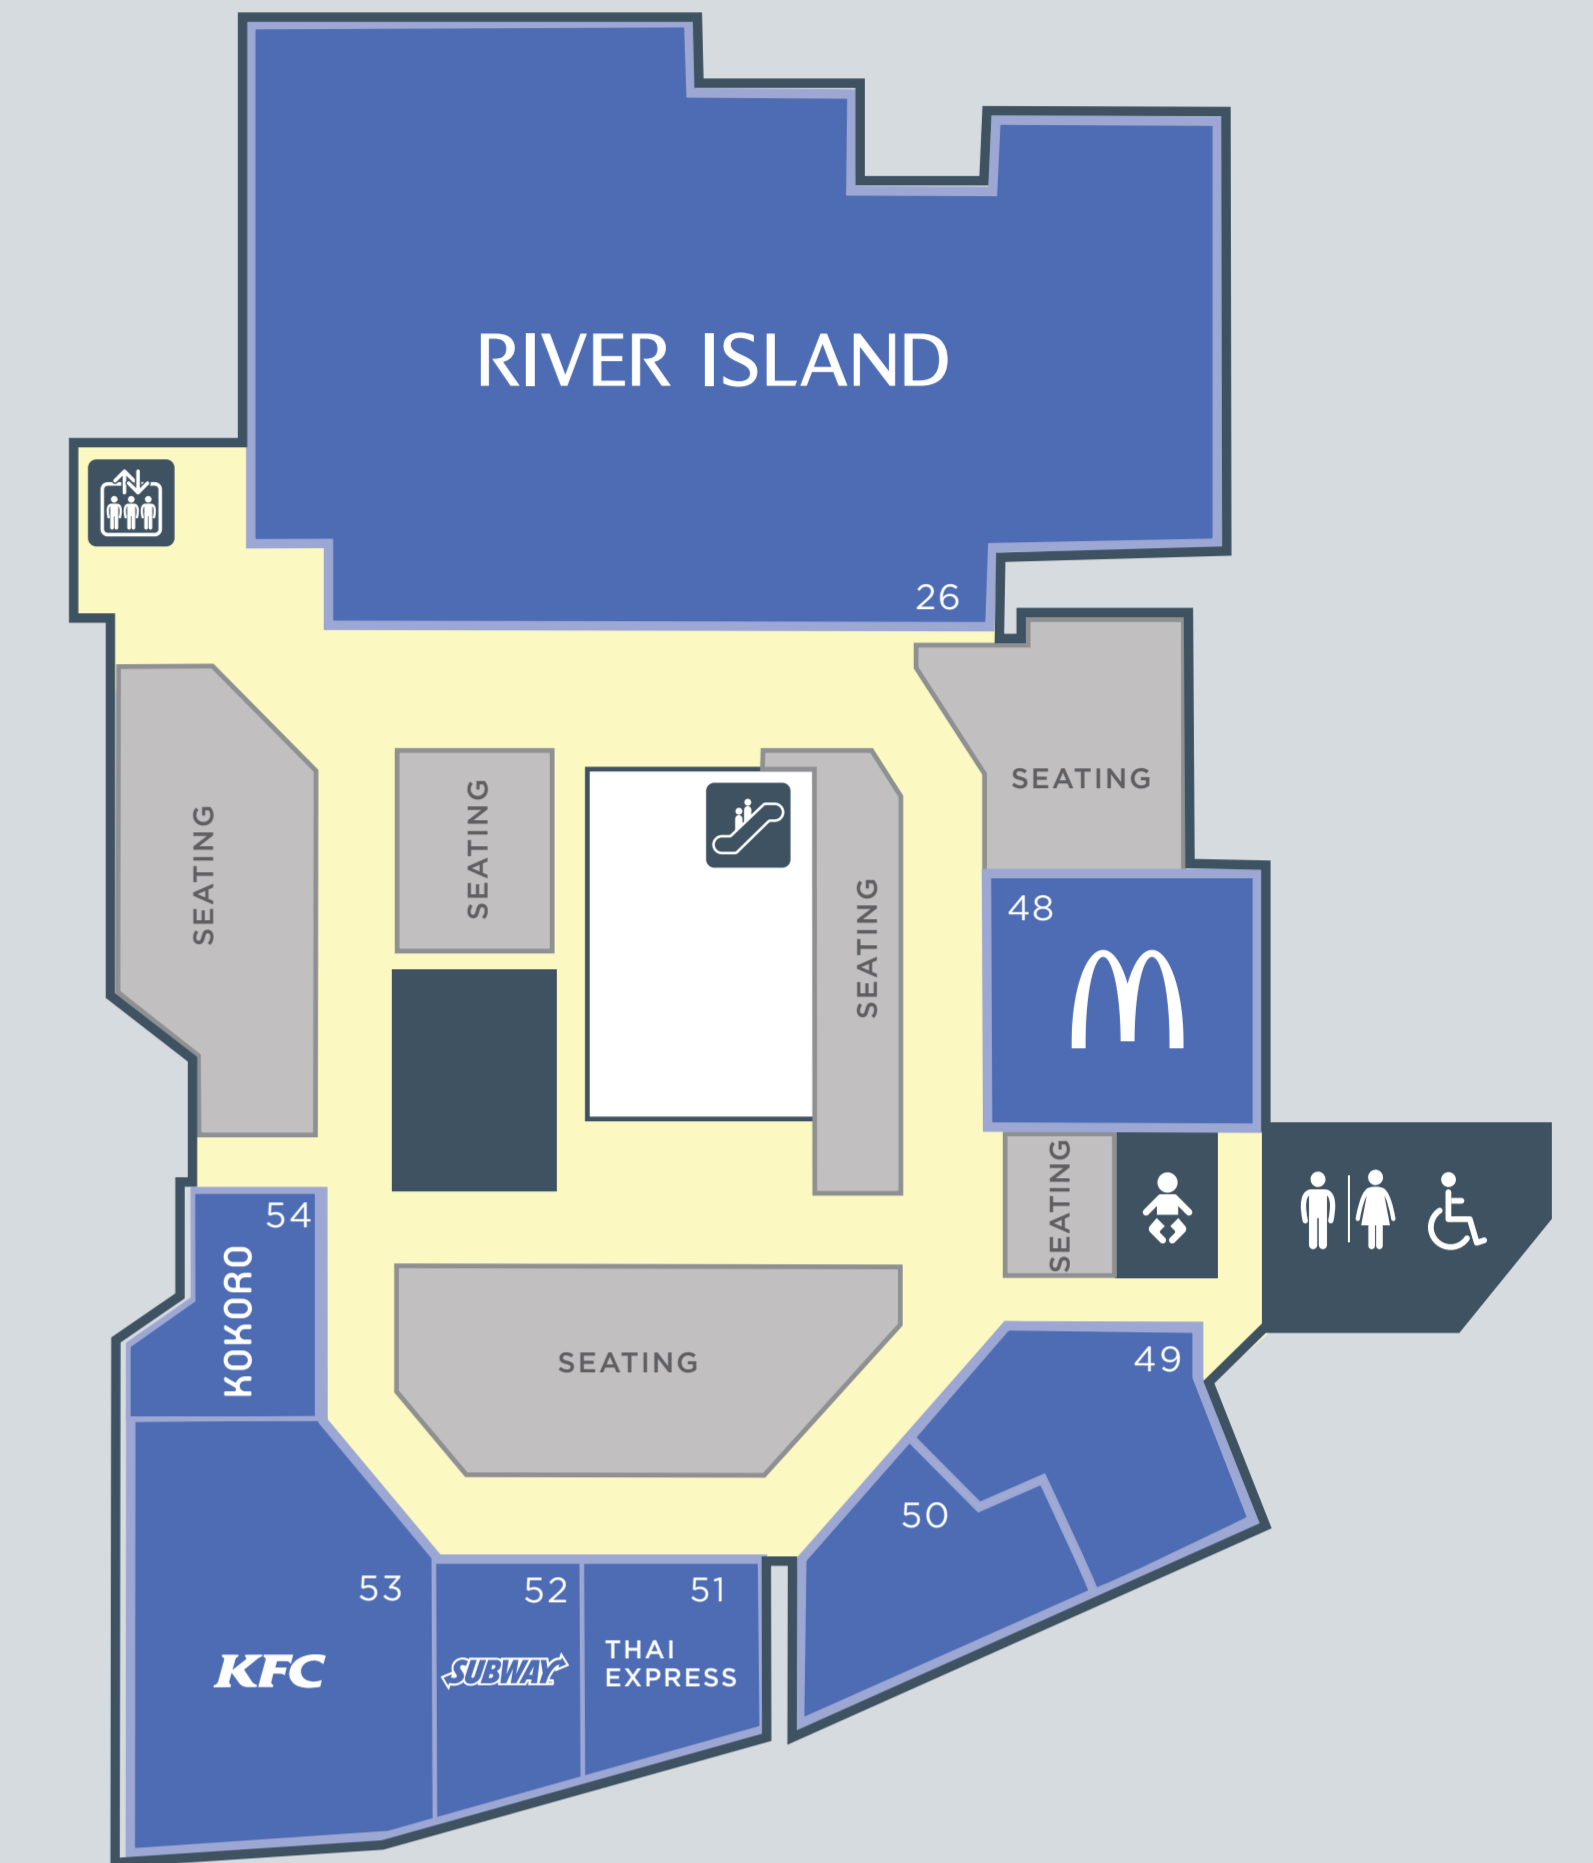 RIVER ISLAND
26
SEATING
SEATING
SEATING
SEATING
48
SEATING
54
KOKORO
SEATING
49
50
53
KFC
52
SUBWAY
51
THAI
EXPRESS